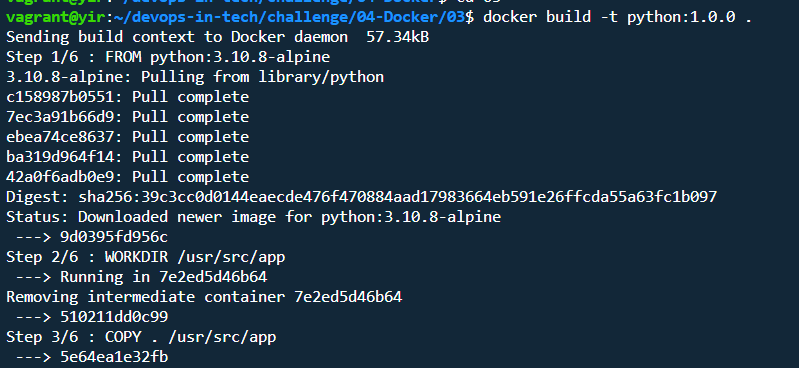 vagrant@yir:~/devops-in-tech/challenge/04-Docker/03$ docker build -t python:1.0.0 .
Sending build context to Docker daemon  57.34kB
Step 1/6 : FROM python:3.10.8-alpine
3.10.8-alpine: Pulling from library/python
c158987b0551: Pull complete
7ec3a91b66d9: Pull complete
ebea74ce8637: Pull complete
ba319d964f14: Pull complete
42a0f6adb0e9: Pull complete
Digest: sha256:39c3cc0d0144eaecde476f470884aad17983664eb591e26ffcda55a63fc1b097
Status: Downloaded newer image for python:3.10.8-alpine
 ---> 9d0395fd956c
Step 2/6 : WORKDIR /usr/src/app
 ---> Running in 7e2ed5d46b64
Removing intermediate container 7e2ed5d46b64
 ---> 510211dd0c99
Step 3/6 : COPY . /usr/src/app
 ---> 5e64ea1e32fb